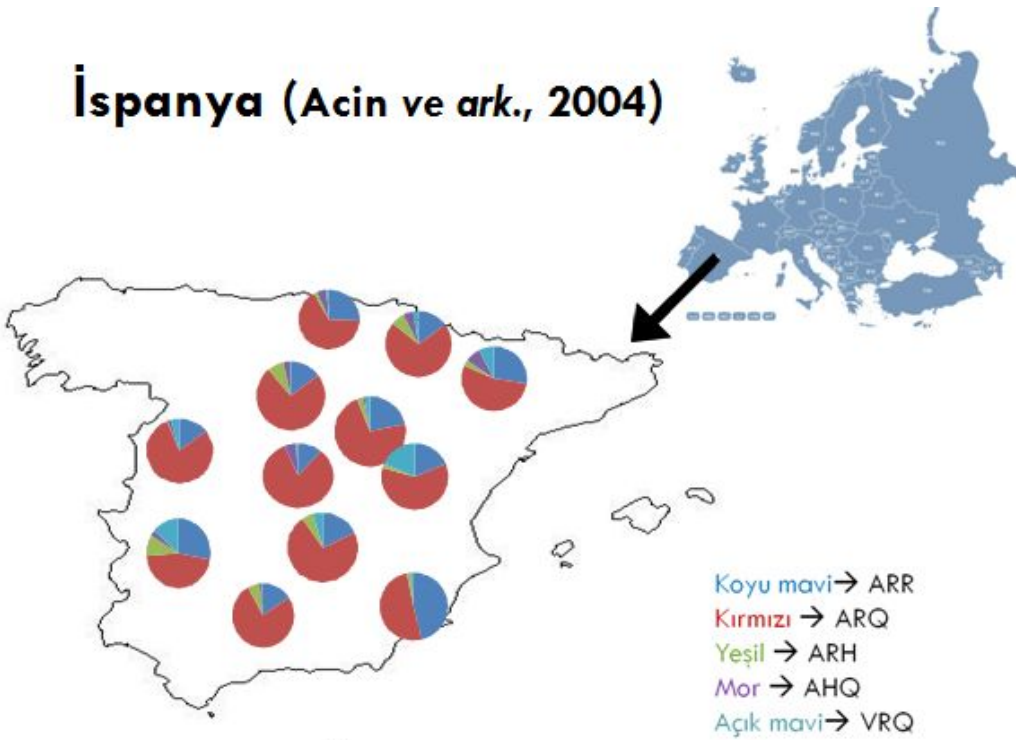 İspanya (Acin ve ark., 2004)
Koyu mavi→ ARR
Kırmızı → ARQ
Yeşil → ARH
Mor → AHQ
Açık mavi→ VRQ